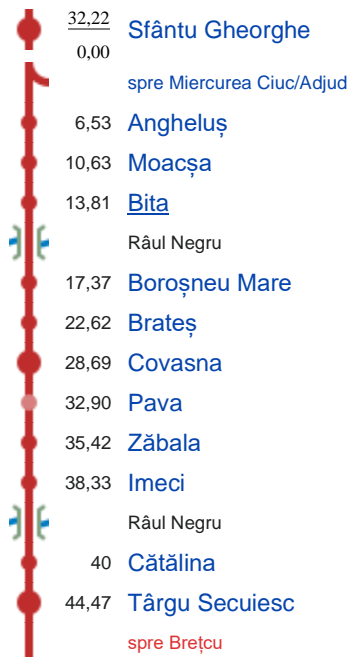 32,22 Sfântu Gheorghe
0,00
spre Miercurea Ciuc/Adjud
6,53 Angheluș
10,63 Moacșa
13,81 Bita
Râul Negru
17,37 Boroșneu Mare
22,62 Brateș
28,69 Covasna
32,90 Pava
35,42 Zăbala
38,33 Imeci
Râul Negru
40 Cătălina
44,47 Târgu Secuiesc
spre Brețcu